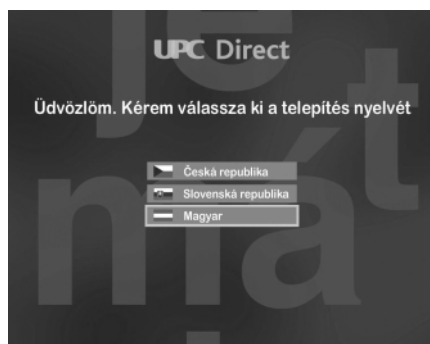 UPC Direct
Üdvözlöm. Kérem válassza ki a telepítés nyelvét
Česká republika
Slovenská republika
Magyar